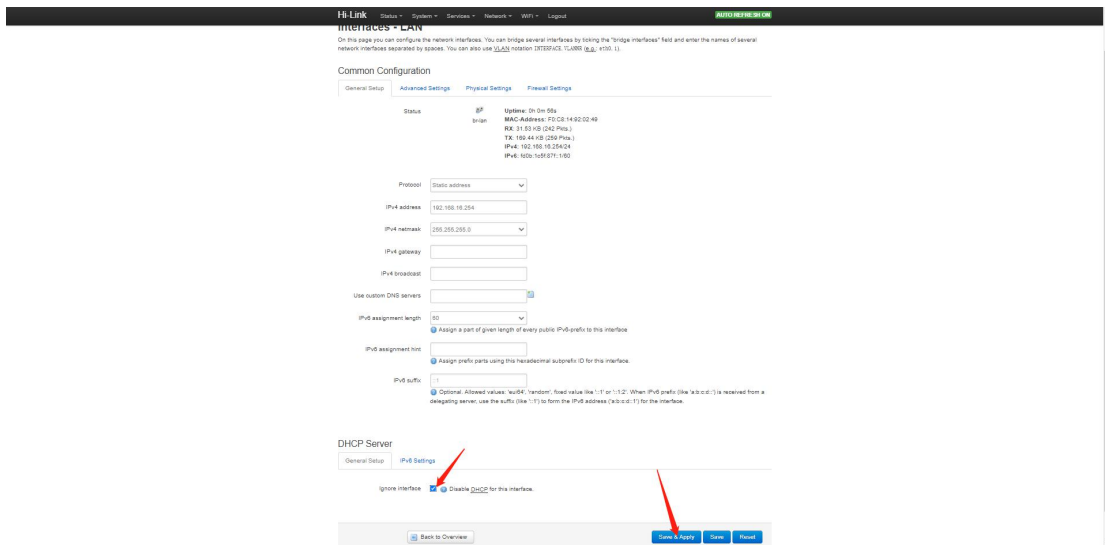 Hi-Link Status System Services Network WiFi Logout AUTO REFRESH ON
Interfaces - LAN
On this page you can configure the network interfaces. You can bridge several interfaces by ticking the "bridge interfaces" field and enter the names of several
network interfaces separated by spaces. You can also use VLAN notation INTERFACE.VLANNR (e.g.: eth0.1).
Common Configuration
General Setup Advanced Settings Physical Settings Firewall Settings
Status
br-lan
Uptime: 0h 0m 56s
MAC-Address: F0:C8:14:92:02:49
RX: 31.53 KB (242 Pkts.)
TX: 169.44 KB (259 Pkts.)
IPv4: 192.168.16.254/24
IPv6: fd0b:1c5f:87f::1/60
Protocol Static address
IPv4 address 192.168.16.254
IPv4 netmask 255.255.255.0
IPv4 gateway
IPv4 broadcast
Use custom DNS servers
IPv6 assignment length 60
Assign a part of given length of every public IPv6-prefix to this interface
IPv6 assignment hint
Assign prefix parts using this hexadecimal subprefix ID for this interface.
IPv6 suffix ::1
Optional. Allowed values: 'eui64', 'random', fixed value like '::1' or '::1:2'. When IPv6 prefix (like 'a:b:c:d::') is received from a
delegating server, use the suffix (like '::1') to form the IPv6 address ('a:b:c:d::1') for the interface.
DHCP Server
General Setup IPv6 Settings
Ignore interface Disable DHCP for this interface.
Back to Overview Save & Apply Save Reset